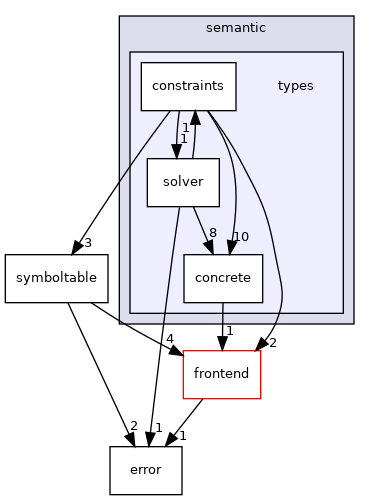 semantic
constraints
types
1
1
solver
8
10
3
symboltable
concrete
4
1
2
frontend
2
1
1
error